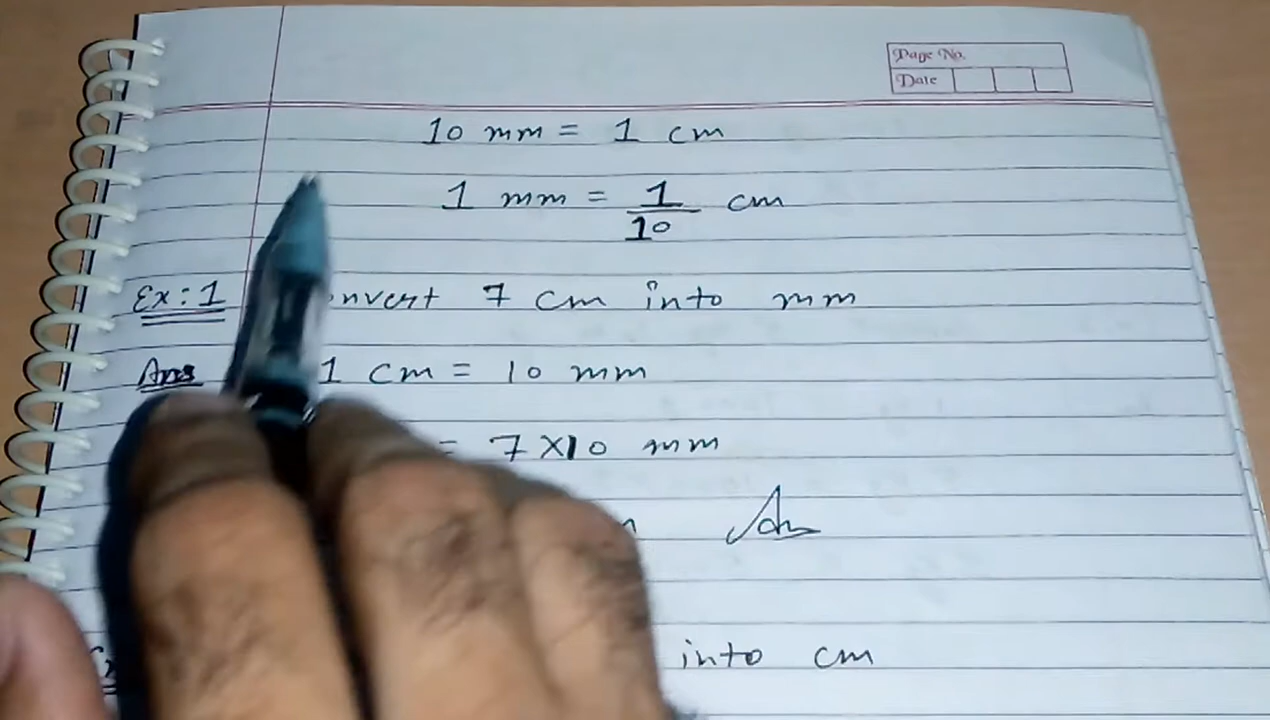 Page No.
Date
10 mm = 1 cm
1 mm = 1/10 cm
Ex:1 nvert 7 cm into mm
Ans 1 cm = 10 mm
= 7×10 mm
Ans
into cm